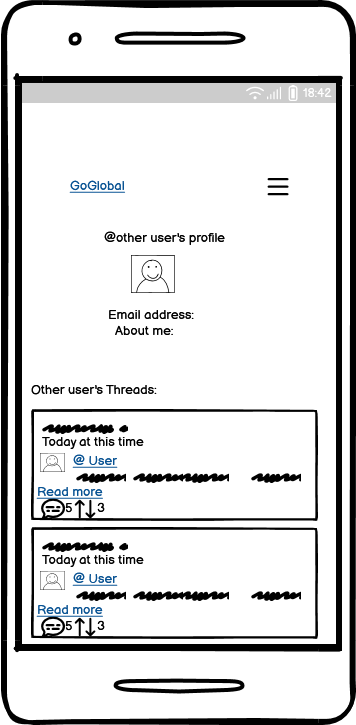 18:42
GoGlobal
@other user's profile
Email address:
About me:
Other user's Threads:
Today at this time
@ User
Read more
5 3
Today at this time
@ User
Read more
5 3